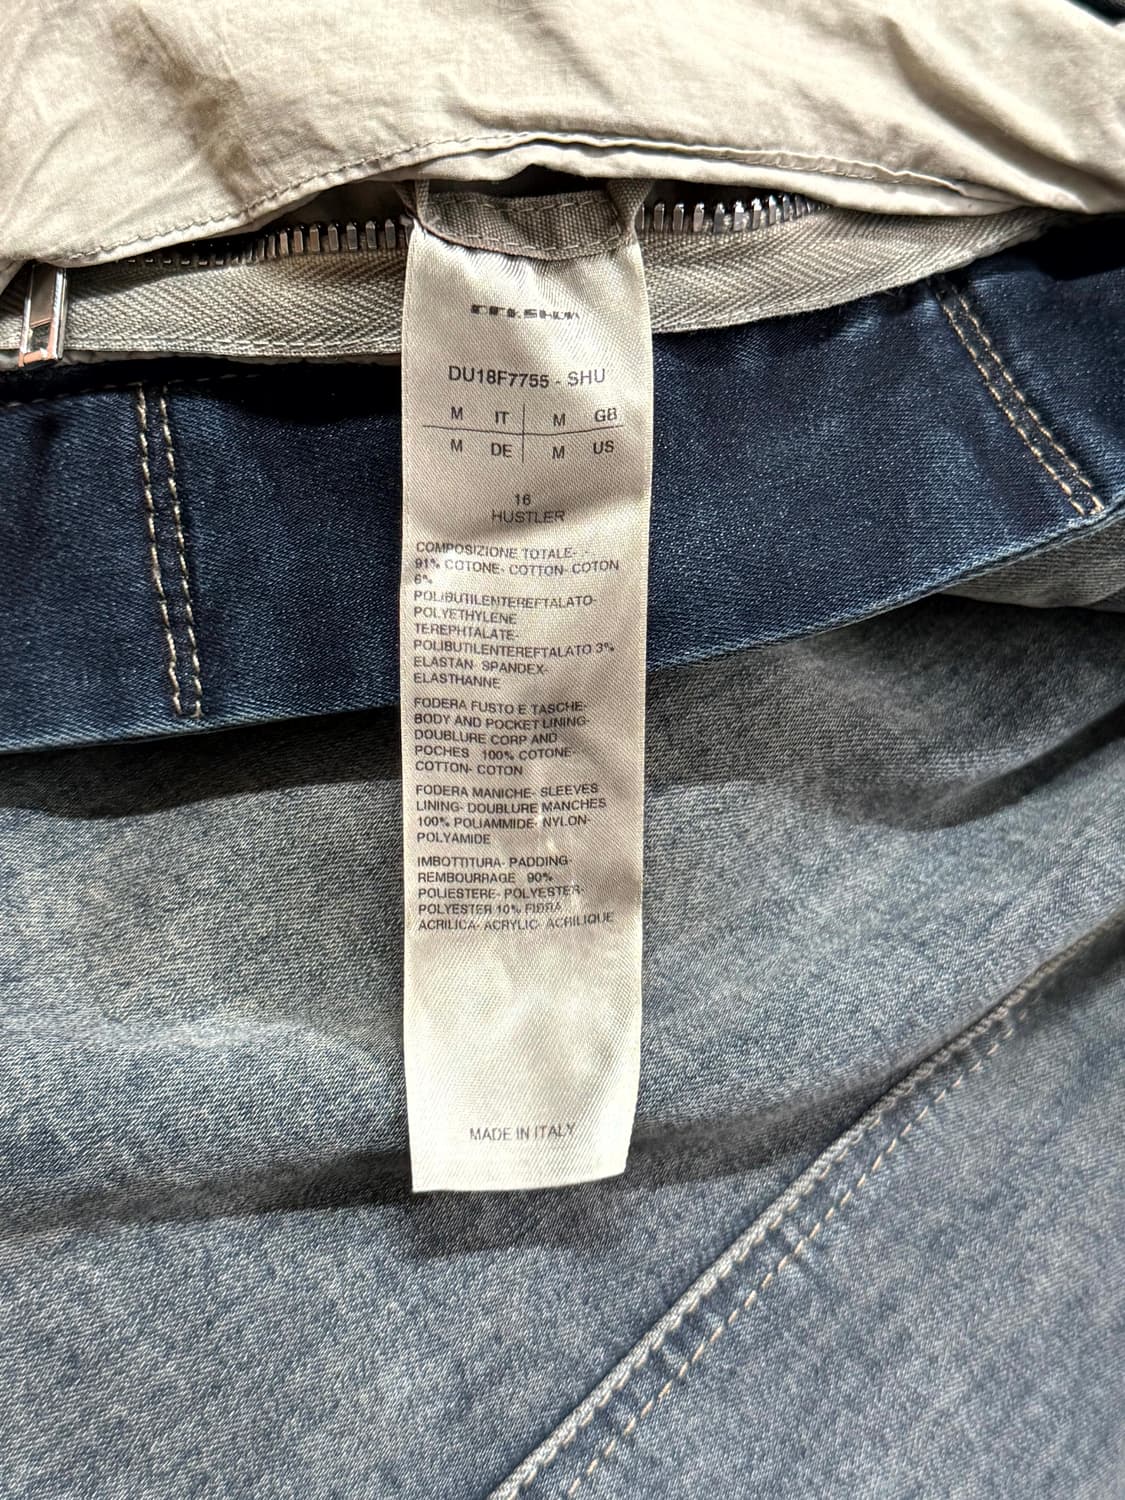 DRKSHDW
DU18F7755 - SHU
M IT M GB
M DE M US
16
HUSTLER
COMPOSIZIONE TOTALE- -
91% COTONE- COTTON- COTON
6%
POLIBUTILENTEREFTALATO-
POLYETHYLENE
TEREPHTALATE-
POLIBUTILENTEREFTALATO 3%
ELASTAN- SPANDEX-
ELASTHANNE
FODERA FUSTO E TASCHE-
BODY AND POCKET LINING-
DOUBLURE CORP AND
POCHES 100% COTONE-
COTTON- COTON
FODERA MANICHE- SLEEVES
LINING- DOUBLURE MANCHES
100% POLIAMMIDE- NYLON-
POLYAMIDE
IMBOTTITURA- PADDING-
REMBOURRAGE 90%
POLIESTERE- POLYESTER-
POLYESTER 10% FIBRA
ACRILICA- ACRYLIC- ACRILIQUE
MADE IN ITALY